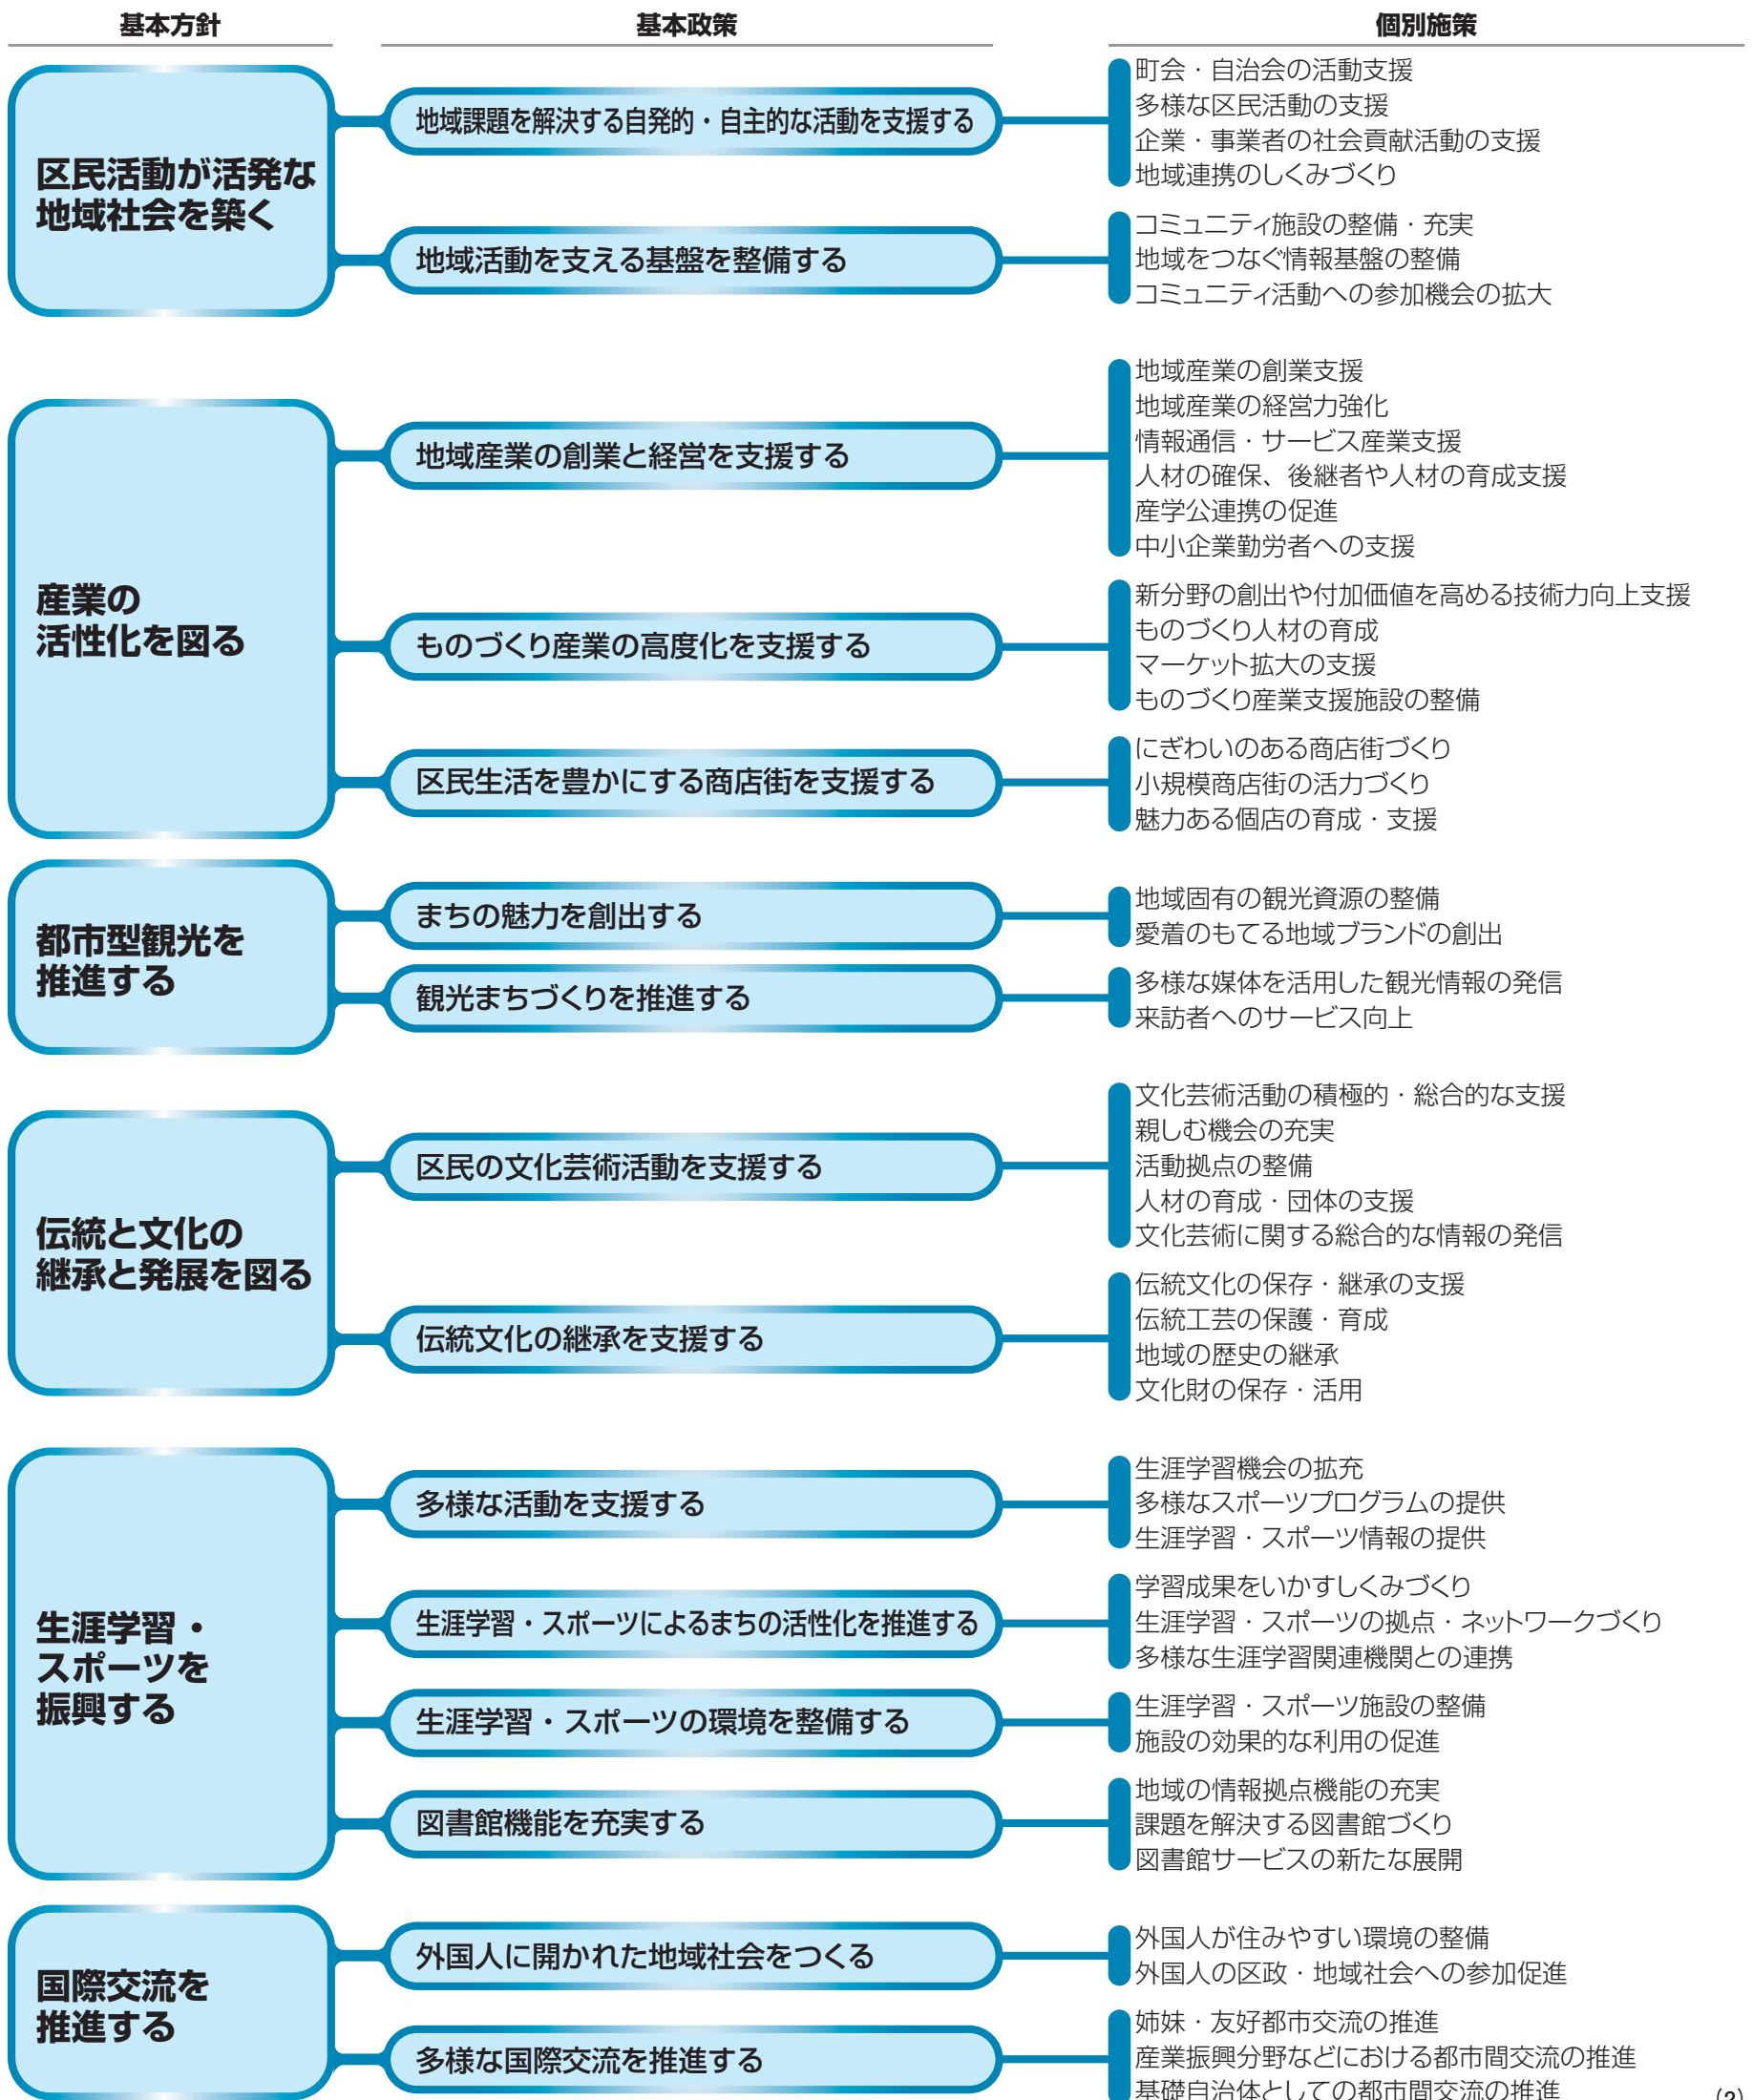 基本方針
基本政策
個別施策
区民活動が活発な
地域社会を築く
地域課題を解決する自発的・自主的な活動を支援する
町会・自治会の活動支援
多様な区民活動の支援
企業・事業者の社会貢献活動の支援
地域連携のしくみづくり
地域活動を支える基盤を整備する
コミュニティ施設の整備・充実
地域をつなぐ情報基盤の整備
コミュニティ活動への参加機会の拡大
産業の
活性化を図る
地域産業の創業と経営を支援する
地域産業の創業支援
地域産業の経営力強化
情報通信・サービス産業支援
人材の確保、後継者や人材の育成支援
産学公連携の促進
中小企業勤労者への支援
ものづくり産業の高度化を支援する
新分野の創出や付加価値を高める技術力向上支援
ものづくり人材の育成
マーケット拡大の支援
ものづくり産業支援施設の整備
区民生活を豊かにする商店街を支援する
にぎわいのある商店街づくり
小規模商店街の活力づくり
魅力ある個店の育成・支援
都市型観光を
推進する
まちの魅力を創出する
地域固有の観光資源の整備
愛着のもてる地域ブランドの創出
観光まちづくりを推進する
多様な媒体を活用した観光情報の発信
来訪者へのサービス向上
伝統と文化の
継承と発展を図る
区民の文化芸術活動を支援する
文化芸術活動の積極的・総合的な支援
親しむ機会の充実
活動拠点の整備
人材の育成・団体の支援
文化芸術に関する総合的な情報の発信
伝統文化の継承を支援する
伝統文化の保存・継承の支援
伝統工芸の保護・育成
地域の歴史の継承
文化財の保存・活用
生涯学習・
スポーツを
振興する
多様な活動を支援する
生涯学習機会の拡充
多様なスポーツプログラムの提供
生涯学習・スポーツ情報の提供
生涯学習・スポーツによるまちの活性化を推進する
学習成果をいかすしくみづくり
生涯学習・スポーツの拠点・ネットワークづくり
多様な生涯学習関連機関との連携
生涯学習・スポーツの環境を整備する
生涯学習・スポーツ施設の整備
施設の効果的な利用の促進
図書館機能を充実する
地域の情報拠点機能の充実
課題を解決する図書館づくり
図書館サービスの新たな展開
国際交流を
推進する
外国人に開かれた地域社会をつくる
外国人が住みやすい環境の整備
外国人の区政・地域社会への参加促進
多様な国際交流を推進する
姉妹・友好都市交流の推進
産業振興分野などにおける都市間交流の推進
基礎自治体としての都市間交流の推進